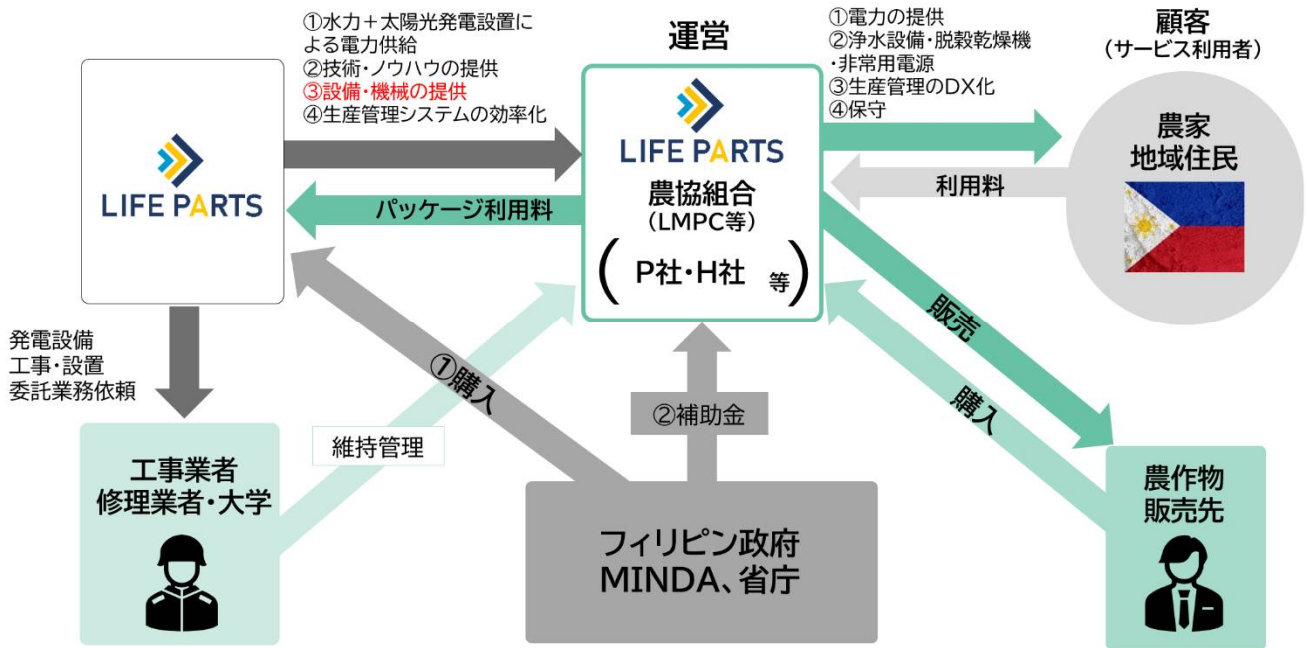 ①水力＋太陽光発電設置に
よる電力供給
②技術・ノウハウの提供
③設備・機械の提供
④生産管理システムの効率化
運営
①電力の提供
②浄水設備・脱穀乾燥機
・非常用電源
③生産管理のDX化
④保守
顧客
（サービス利用者）
LIFE PARTS
LIFE PARTS
農協組合
（LMPC等）
（P社・H社 等）
農家
地域住民
利用料
パッケージ利用料
販売
購入
発電設備
工事・設置
委託業務依頼
①購入
②補助金
維持管理
工事業者
修理業者・大学
フィリピン政府
MINDA、省庁
農作物
販売先